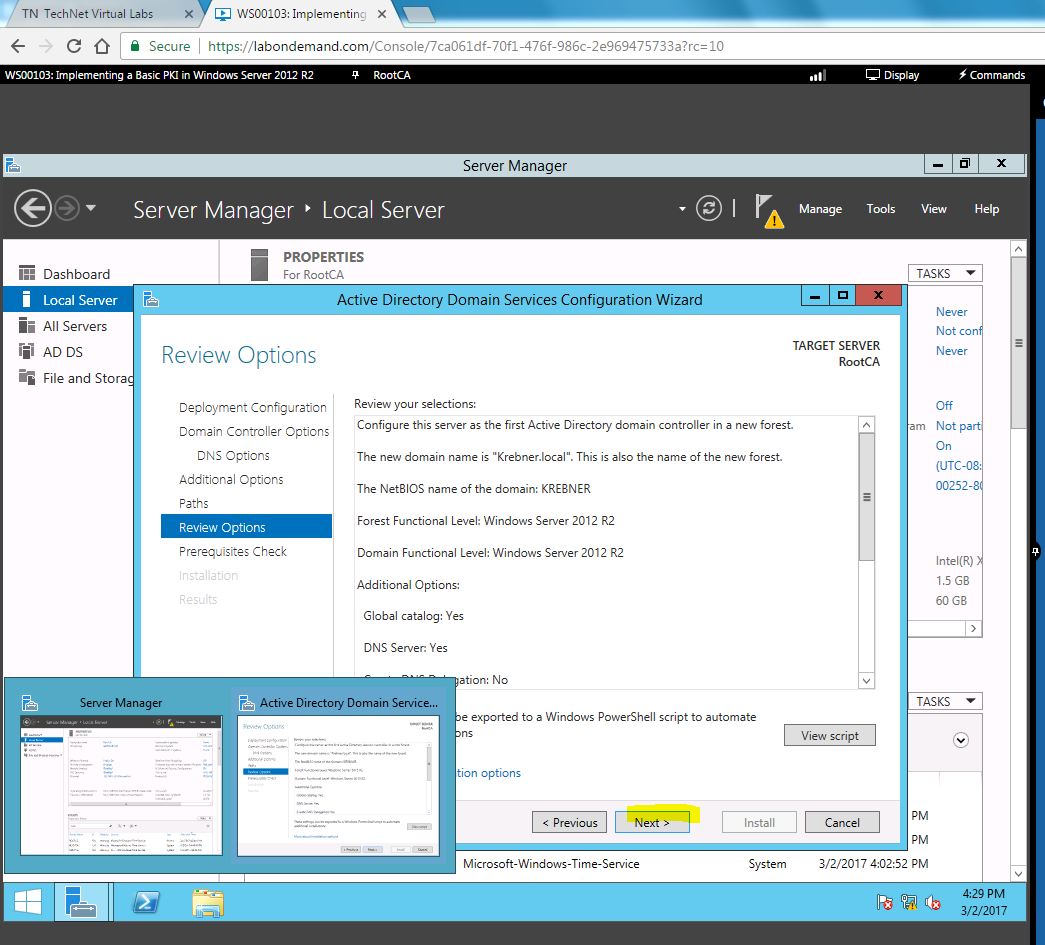 TN TechNet Virtual Labs
WS00103: Implementing
Secure
https://labondemand.com/Console/7ca061df-70f1-476f-986c-2e969475733a?rc=10
WS00103: Implementing a Basic PKI in Windows Server 2012 R2
RootCA
Display
Commands
Server Manager
Server Manager Local Server
Manage Tools View Help
Dashboard
Local Server
All Servers
AD DS
File and Storag
PROPERTIES
For RootCA
TASKS
Never
Not conf
Never
Off
ram Not parti
On
(UTC-08:
00252-80
Intel(R) X
1.5 GB
60 GB
TASKS
Active Directory Domain Services Configuration Wizard
Review Options
TARGET SERVER
RootCA
Deployment Configuration
Domain Controller Options
DNS Options
Additional Options
Paths
Review Options
Prerequisites Check
Installation
Results
Review your selections:
Configure this server as the first Active Directory domain controller in a new forest.
The new domain name is "Krebner.local". This is also the name of the new forest.
The NetBIOS name of the domain: KREBNER
Forest Functional Level: Windows Server 2012 R2
Domain Functional Level: Windows Server 2012 R2
Additional Options:
Global catalog: Yes
DNS Server: Yes
Create DNS Delegation: No
be exported to a Windows PowerShell script to automate
ons
View script
tion options
< Previous
Next >
Install
Cancel
Server Manager
Active Directory Domain Service...
PM
PM
Microsoft-Windows-Time-Service System 3/2/2017 4:02:52 PM
4:29 PM
3/2/2017